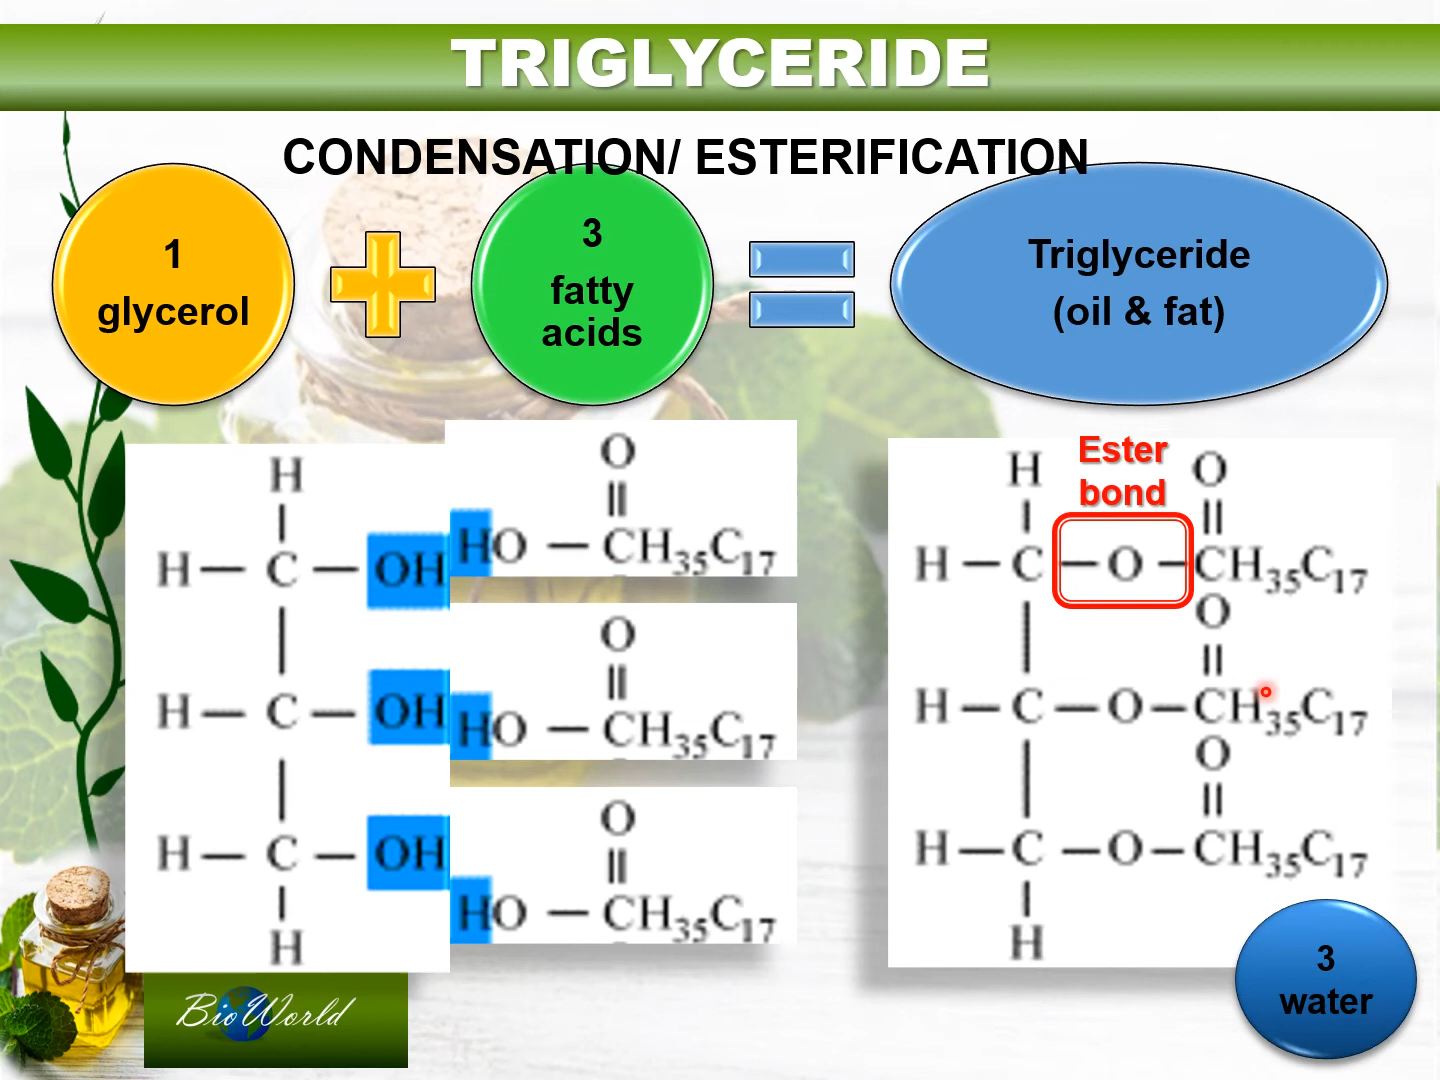 TRIGLYCERIDE
CONDENSATION/ ESTERIFICATION
1
glycerol
3
fatty
acids
Triglyceride
(oil & fat)
H
H — C — OH
H — C — OH
H — C — OH
H
O
HO — CH35C17
O
HO — CH35C17
O
HO — CH35C17
Ester
bond
H
O
H — C — O — CH35C17
O
H — C — O — CH35C17
O
H — C — O — CH35C17
H
3
water
BioWorld